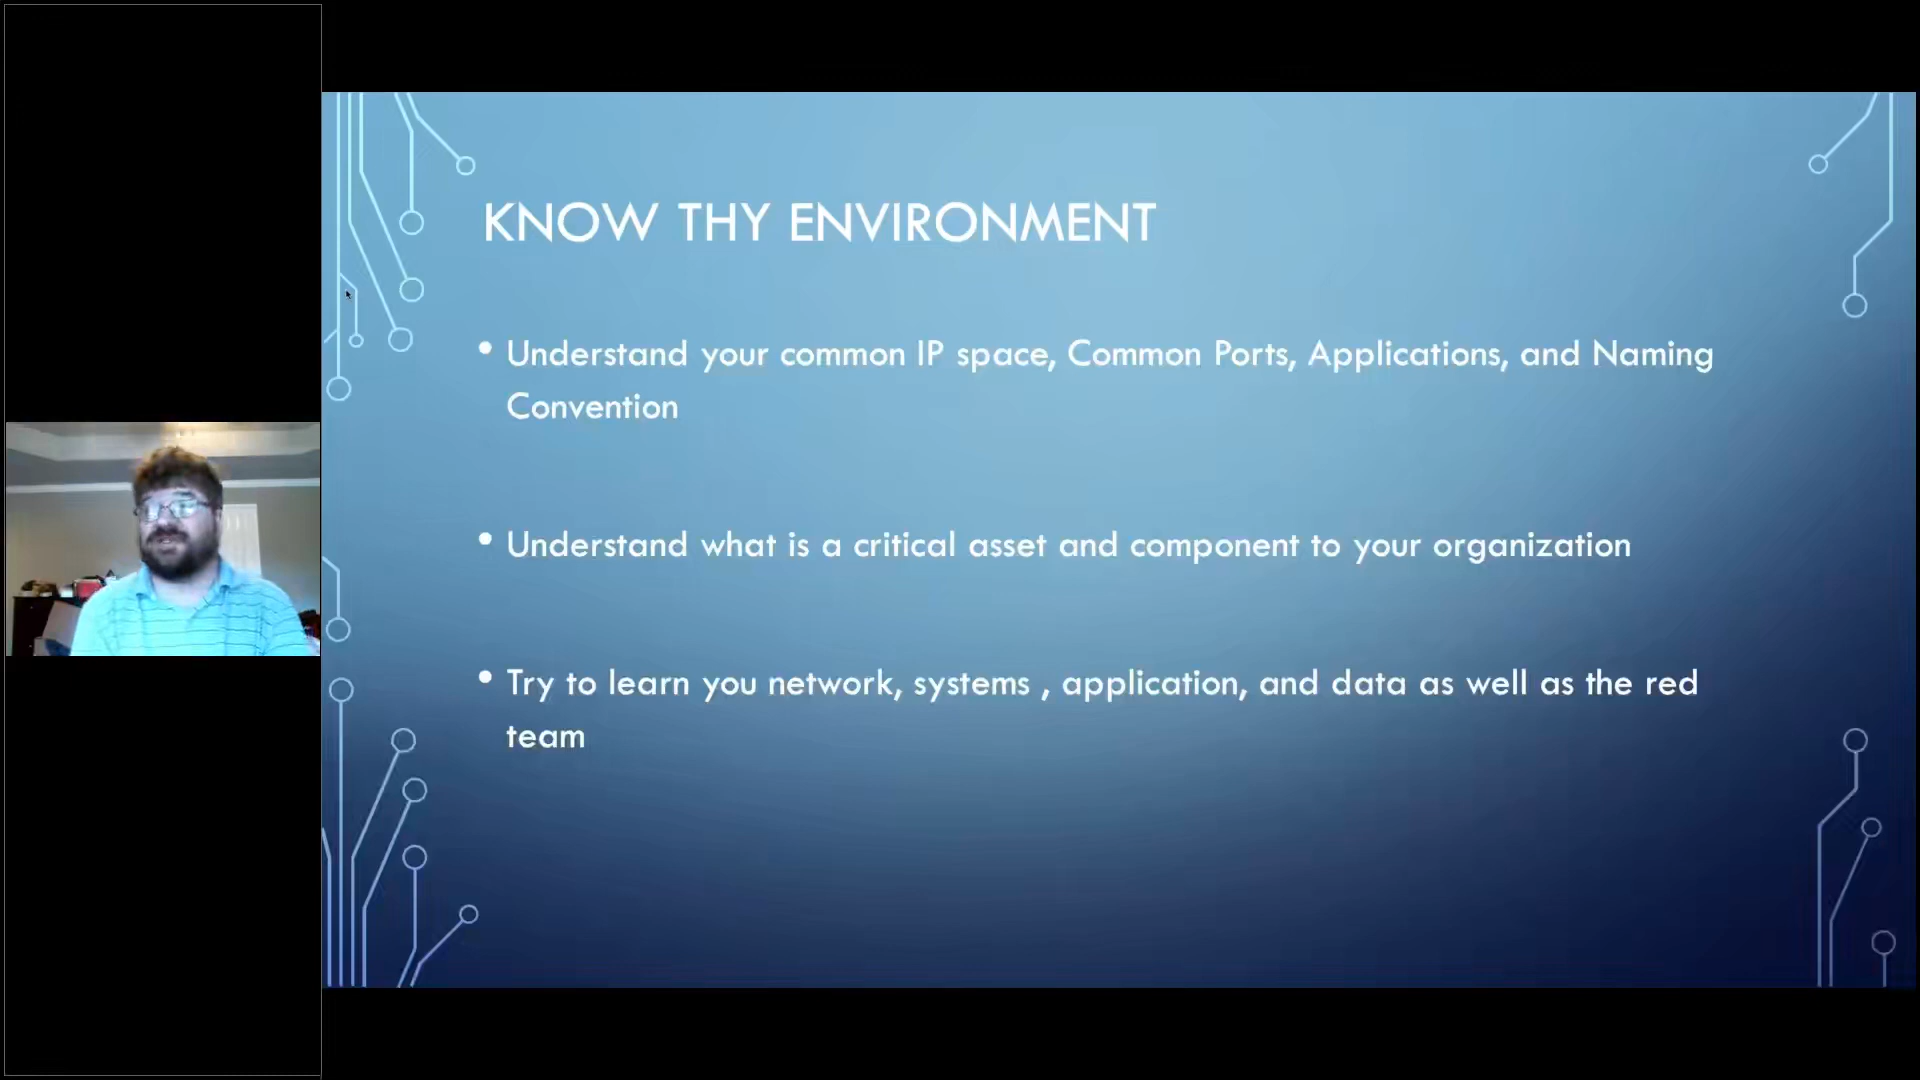 KNOW THY ENVIRONMENT
• Understand your common IP space, Common Ports, Applications, and Naming
Convention
• Understand what is a critical asset and component to your organization
• Try to learn you network, systems , application, and data as well as the red
team